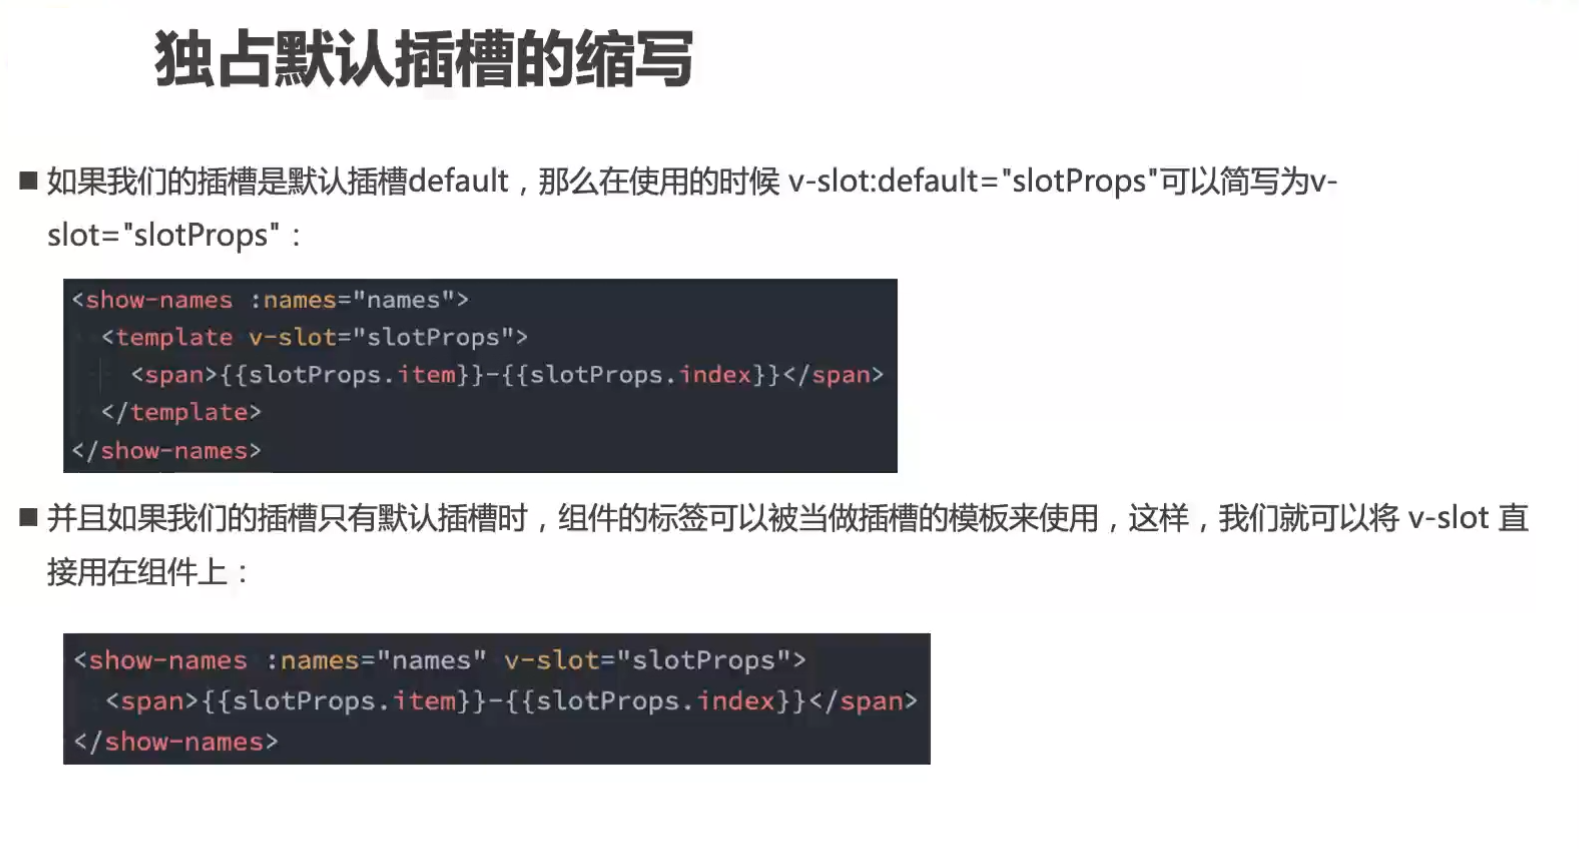 独占默认插槽的缩写
■ 如果我们的插槽是默认插槽default，那么在使用的时候 v-slot:default="slotProps"可以简写为v-
slot="slotProps"：
<show-names :names="names">
  <template v-slot="slotProps">
    <span>{{slotProps.item}}-{{slotProps.index}}</span>
  </template>
</show-names>
■ 并且如果我们的插槽只有默认插槽时，组件的标签可以被当做插槽的模板来使用，这样，我们就可以将 v-slot 直
接用在组件上：
<show-names :names="names" v-slot="slotProps">
  <span>{{slotProps.item}}-{{slotProps.index}}</span>
</show-names>